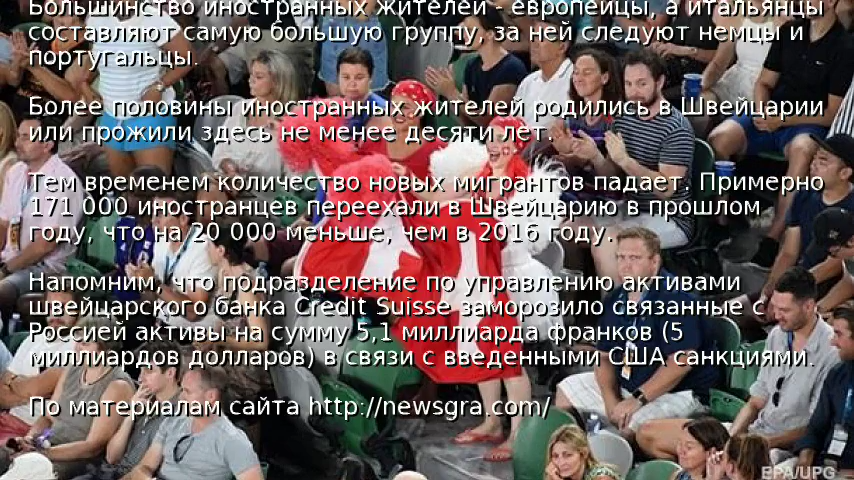 Большинство иностранных жителей - европейцы, а итальянцы
составляют самую большую группу, за ней следуют немцы и
португальцы.
Более половины иностранных жителей родились в Швейцарии
или прожили здесь не менее десяти лет.
Тем временем количество новых мигрантов падает. Примерно
171 000 иностранцев переехали в Швейцарию в прошлом
году, что на 20 000 меньше, чем в 2016 году.
Напомним, что подразделение по управлению активами
швейцарского банка Credit Suisse заморозило связанные с
Россией активы на сумму 5,1 миллиарда франков (5
миллиардов долларов) в связи с введенными США санкциями.
По материалам сайта http://newsgra.com/
EPA/UPG